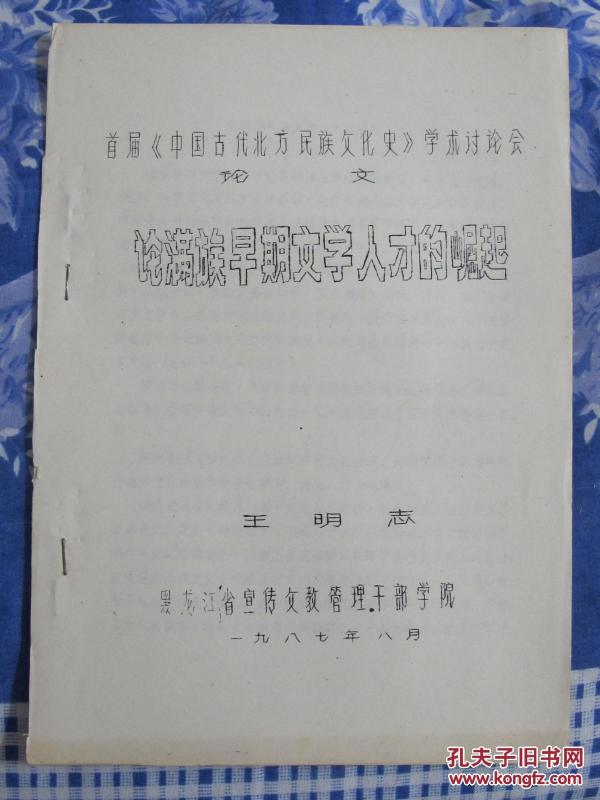 首届《中国古代北方民族文化史》学术讨论会
论文
论满族早期文学人才的崛起
王明志
黑龙江省宣传文教管理干部学院
一九八七年八月
孔夫子旧书网
www.kongfz.com